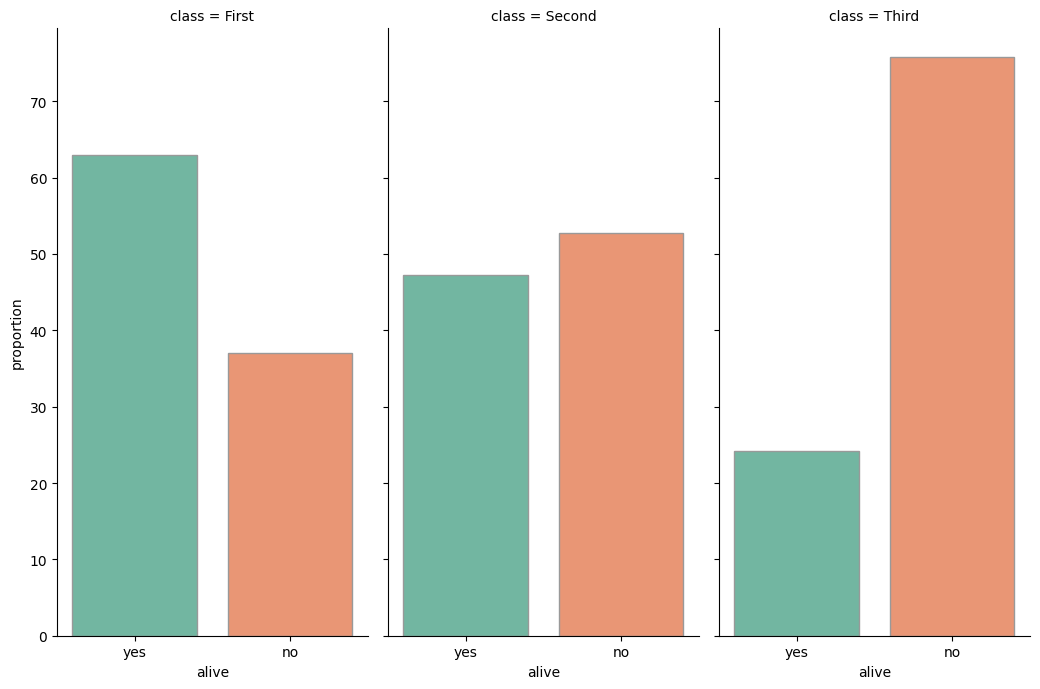 class = First
class = Second
class = Third
proportion
70
60
50
40
30
20
10
0
yes no
yes no
yes no
alive
alive
alive